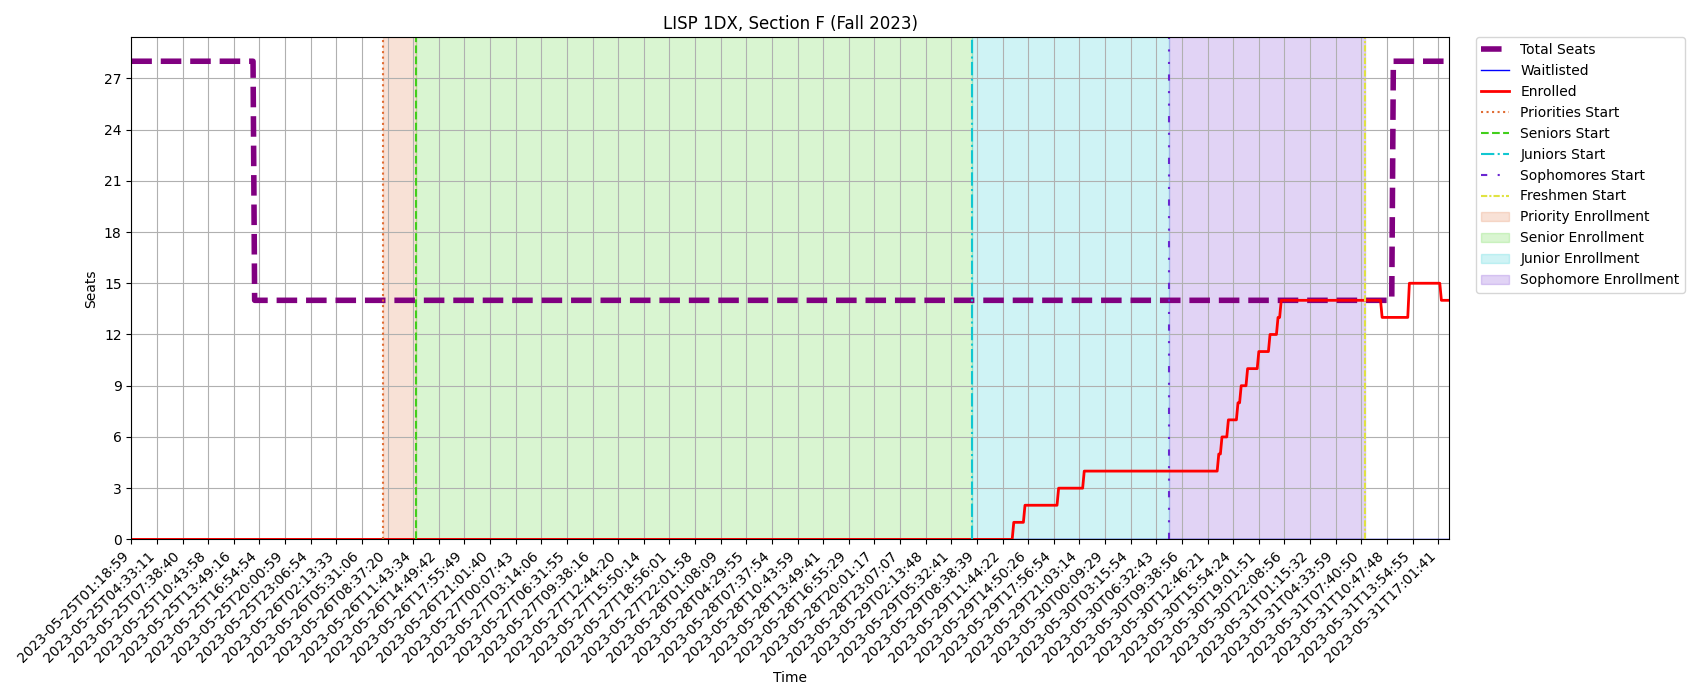 LISP 1DX, Section F (Fall 2023)
Total Seats
Waitlisted
Enrolled
Priorities Start
Seniors Start
Juniors Start
Sophomores Start
Freshmen Start
Priority Enrollment
Senior Enrollment
Junior Enrollment
Sophomore Enrollment
Seats
27
24
21
18
15
12
9
6
3
0
2023-05-25T01:18:59
2023-05-25T04:33:11
2023-05-25T07:38:40
2023-05-25T10:43:58
2023-05-25T13:49:16
2023-05-25T16:54:54
2023-05-25T20:00:59
2023-05-25T23:06:54
2023-05-26T02:13:33
2023-05-26T05:31:06
2023-05-26T08:37:20
2023-05-26T11:43:34
2023-05-26T14:49:42
2023-05-26T17:55:49
2023-05-26T21:01:40
2023-05-27T00:07:43
2023-05-27T03:14:06
2023-05-27T06:31:55
2023-05-27T09:38:16
2023-05-27T12:44:20
2023-05-27T15:50:14
2023-05-27T18:56:01
2023-05-27T22:01:58
2023-05-28T01:08:09
2023-05-28T04:29:55
2023-05-28T07:37:54
2023-05-28T10:43:59
2023-05-28T13:49:41
2023-05-28T16:55:29
2023-05-28T20:01:17
2023-05-28T23:07:07
2023-05-29T02:13:48
2023-05-29T05:32:41
2023-05-29T08:38:39
2023-05-29T11:44:22
2023-05-29T14:50:26
2023-05-29T17:56:54
2023-05-29T21:03:14
2023-05-30T00:09:29
2023-05-30T03:15:54
2023-05-30T06:32:43
2023-05-30T09:38:56
2023-05-30T12:46:21
2023-05-30T15:54:24
2023-05-30T19:01:51
2023-05-30T22:08:56
2023-05-31T01:15:32
2023-05-31T04:33:59
2023-05-31T07:40:50
2023-05-31T10:47:48
2023-05-31T13:54:55
2023-05-31T17:01:41
Time